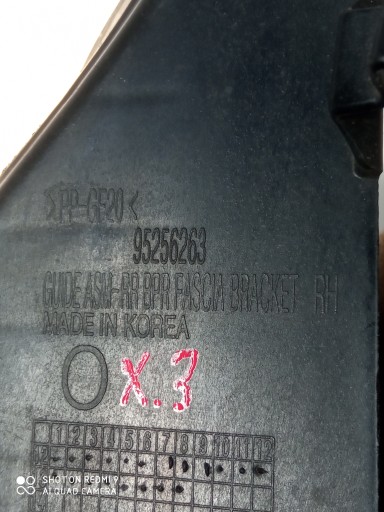 >PP-GF20<
95256263
GUIDE ASM-RR BPR FASCIA BRACKET RH
MADE IN KOREA
X.3
1 2 3 4 5 6 7 8 9 10 11 12
SHOT ON REDMI 9
AI QUAD CAMERA